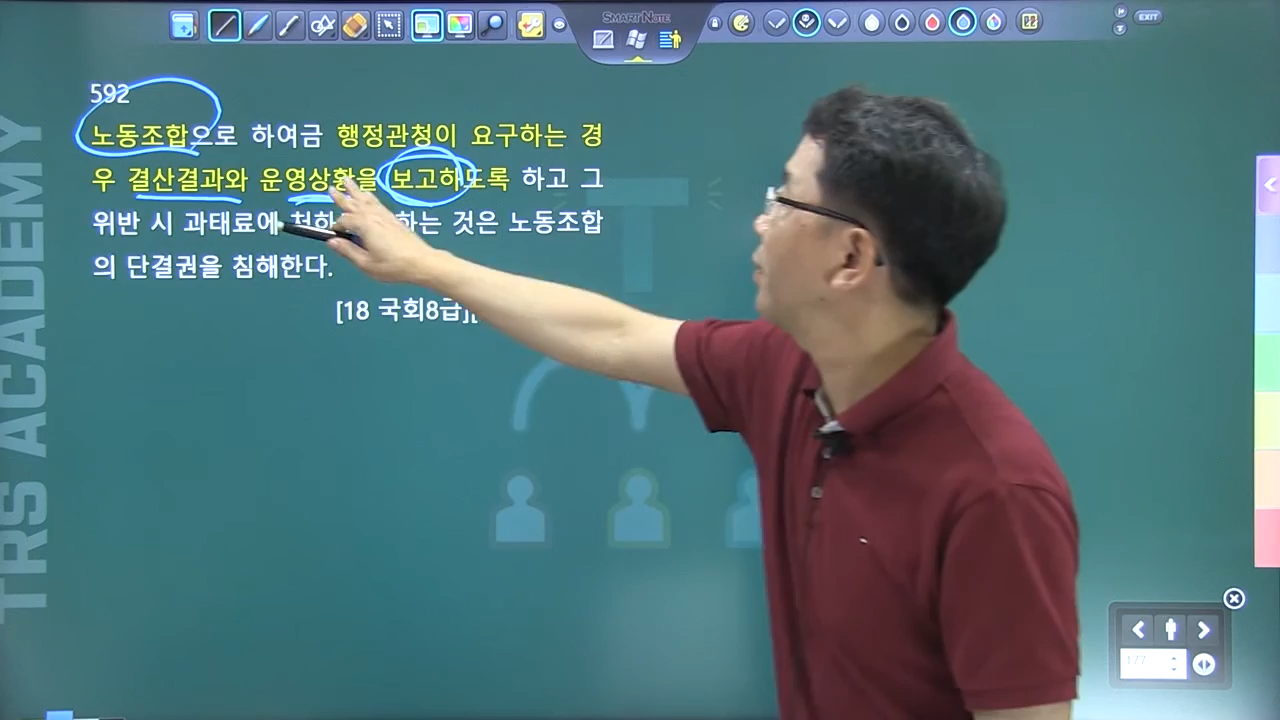 SMARTNOTE
EXIT
592
노동조합으로 하여금 행정관청이 요구하는 경
우 결산결과와 운영상황을 보고하도록 하고 그
위반 시 과태료에 하는 것은 노동조합
의 단결권을 침해한다.
[18 국회8급][
TRS ACADEMY
177